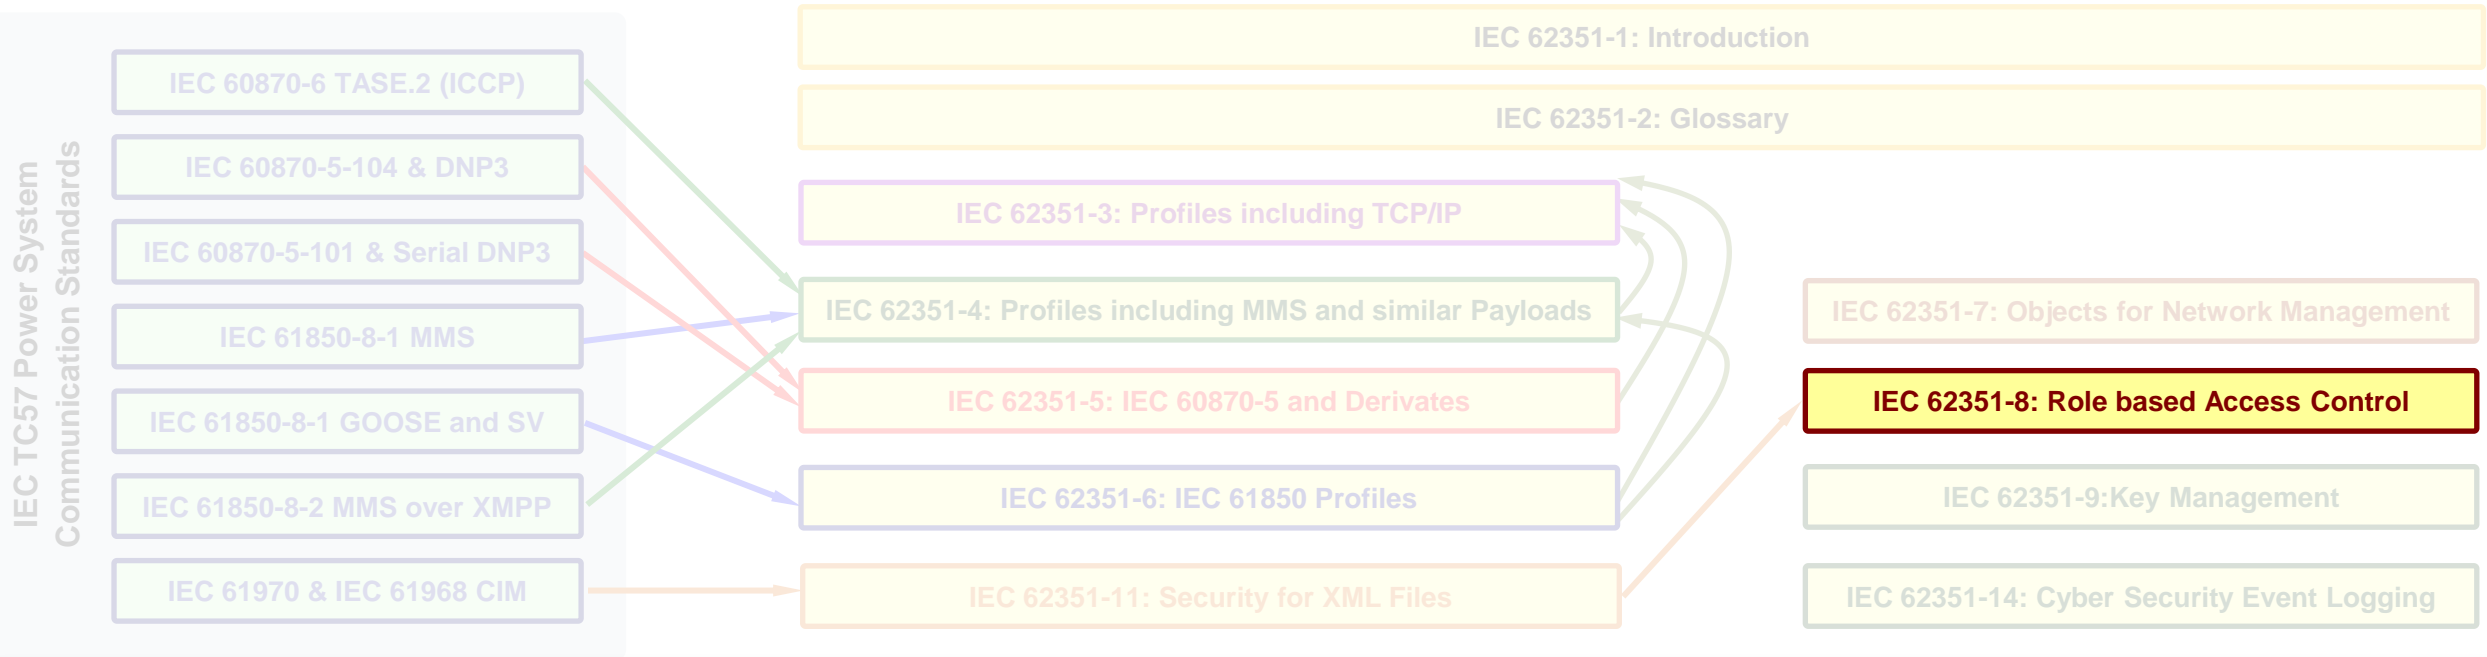 IEC TC57 Power System
Communication Standards
IEC 60870-6 TASE.2 (ICCP)
IEC 60870-5-104 & DNP3
IEC 60870-5-101 & Serial DNP3
IEC 61850-8-1 MMS
IEC 61850-8-1 GOOSE and SV
IEC 61850-8-2 MMS over XMPP
IEC 61970 & IEC 61968 CIM
IEC 62351-1: Introduction
IEC 62351-2: Glossary
IEC 62351-3: Profiles including TCP/IP
IEC 62351-4: Profiles including MMS and similar Payloads
IEC 62351-5: IEC 60870-5 and Derivates
IEC 62351-6: IEC 61850 Profiles
IEC 62351-11: Security for XML Files
IEC 62351-7: Objects for Network Management
IEC 62351-8: Role based Access Control
IEC 62351-9:Key Management
IEC 62351-14: Cyber Security Event Logging